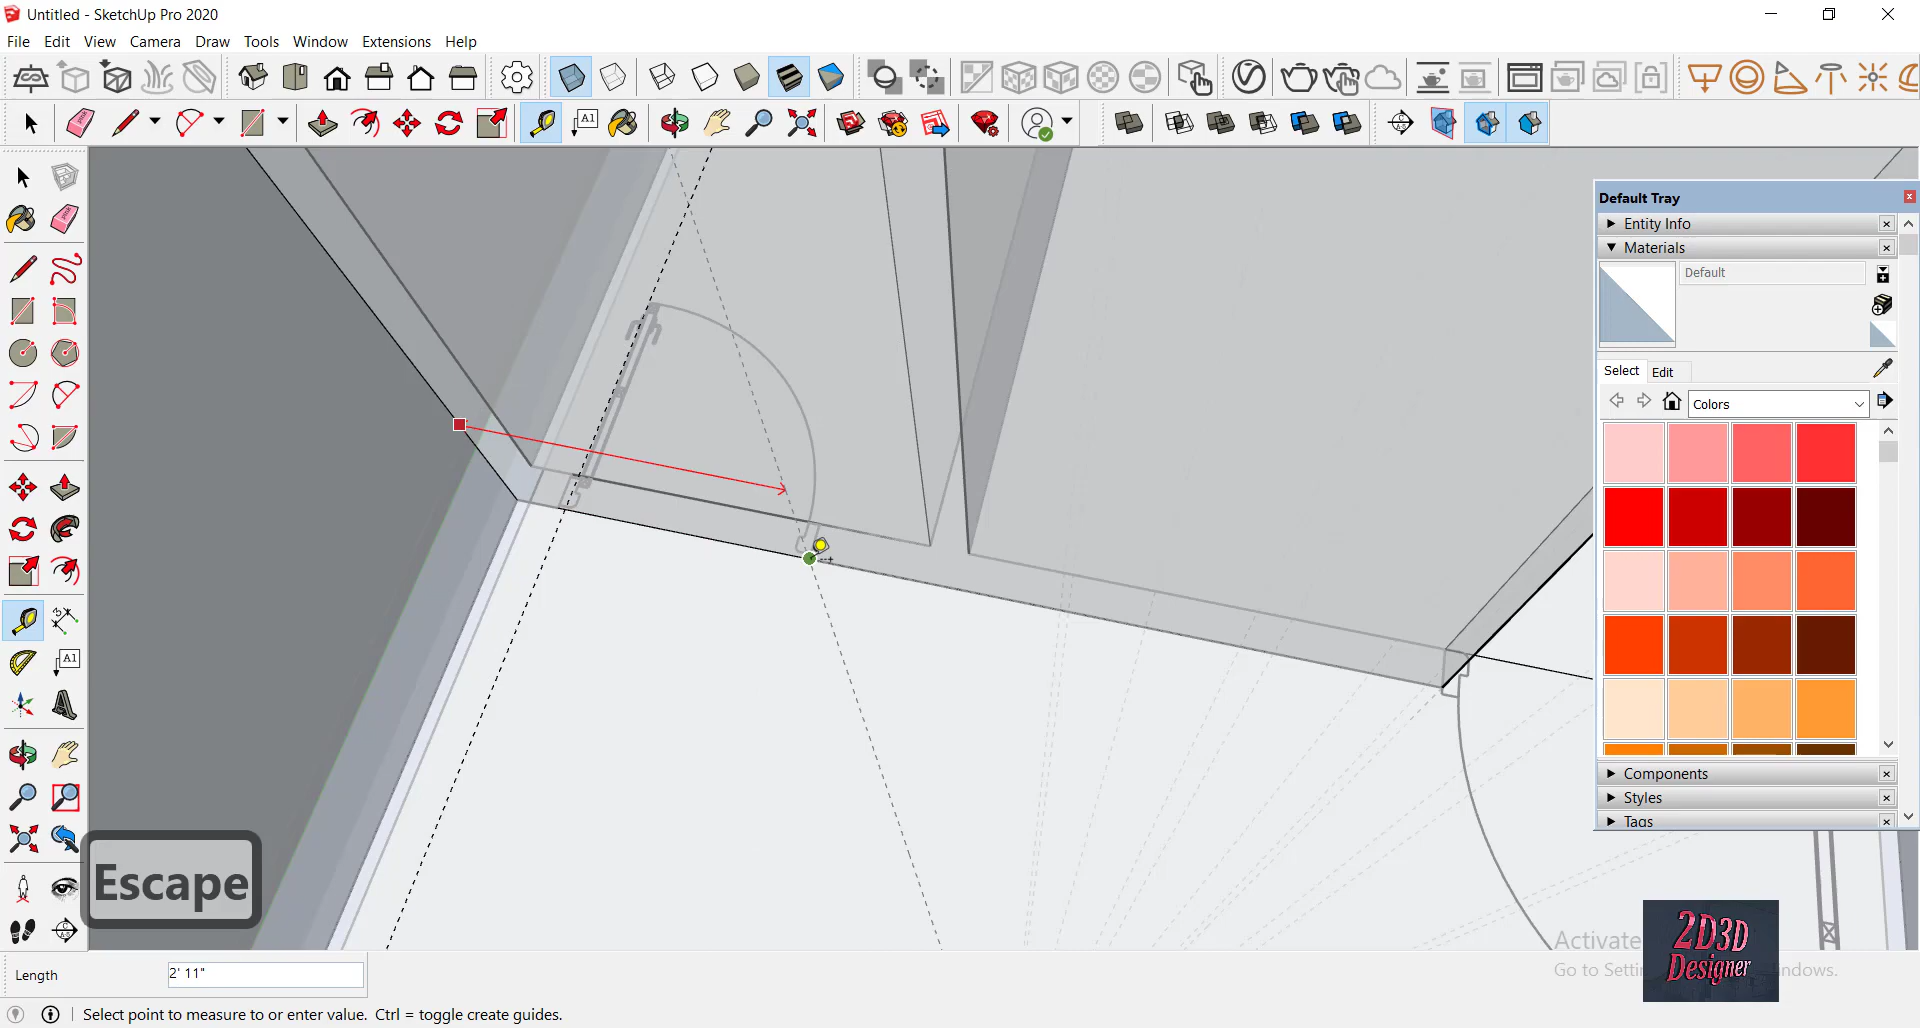 Untitled - SketchUp Pro 2020
File Edit View Camera Draw Tools Window Extensions Help
A1
Default Tray
Entity Info
Materials
Default
Select Edit
Colors
A1
Components
Styles
Tags
Escape
Activate
Go to Setti ndows.
2D3D
Designer
Length 2' 11"
Select point to measure to or enter value. Ctrl = toggle create guides.